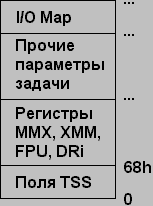 ...
I/O Map
...
Прочие
параметры
задачи
...
Регистры
MMX, XMM,
FPU, DRi
68h
Поля TSS
0